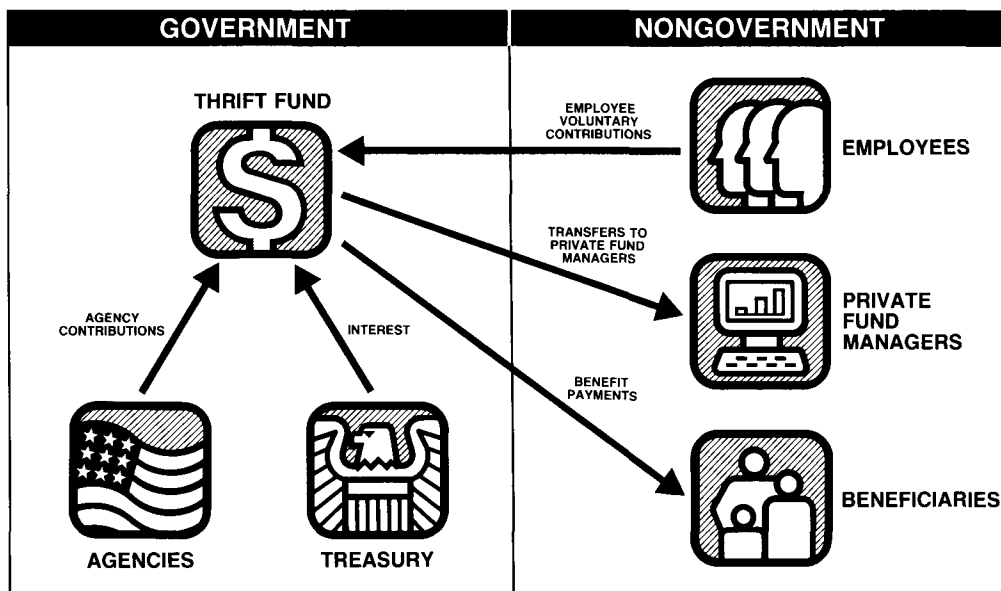 GOVERNMENT
NONGOVERNMENT
THRIFT FUND
EMPLOYEE
VOLUNTARY
CONTRIBUTIONS
EMPLOYEES
TRANSFERS TO
PRIVATE FUND
MANAGERS
PRIVATE
FUND
MANAGERS
AGENCY
CONTRIBUTIONS
INTEREST
BENEFIT
PAYMENTS
BENEFICIARIES
AGENCIES
TREASURY